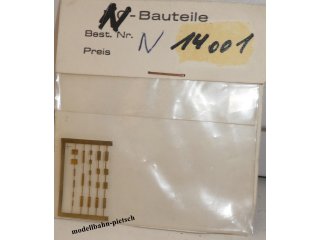 N-Bauteile
Best. Nr. N 14001
Preis
modellbahn-pietsch